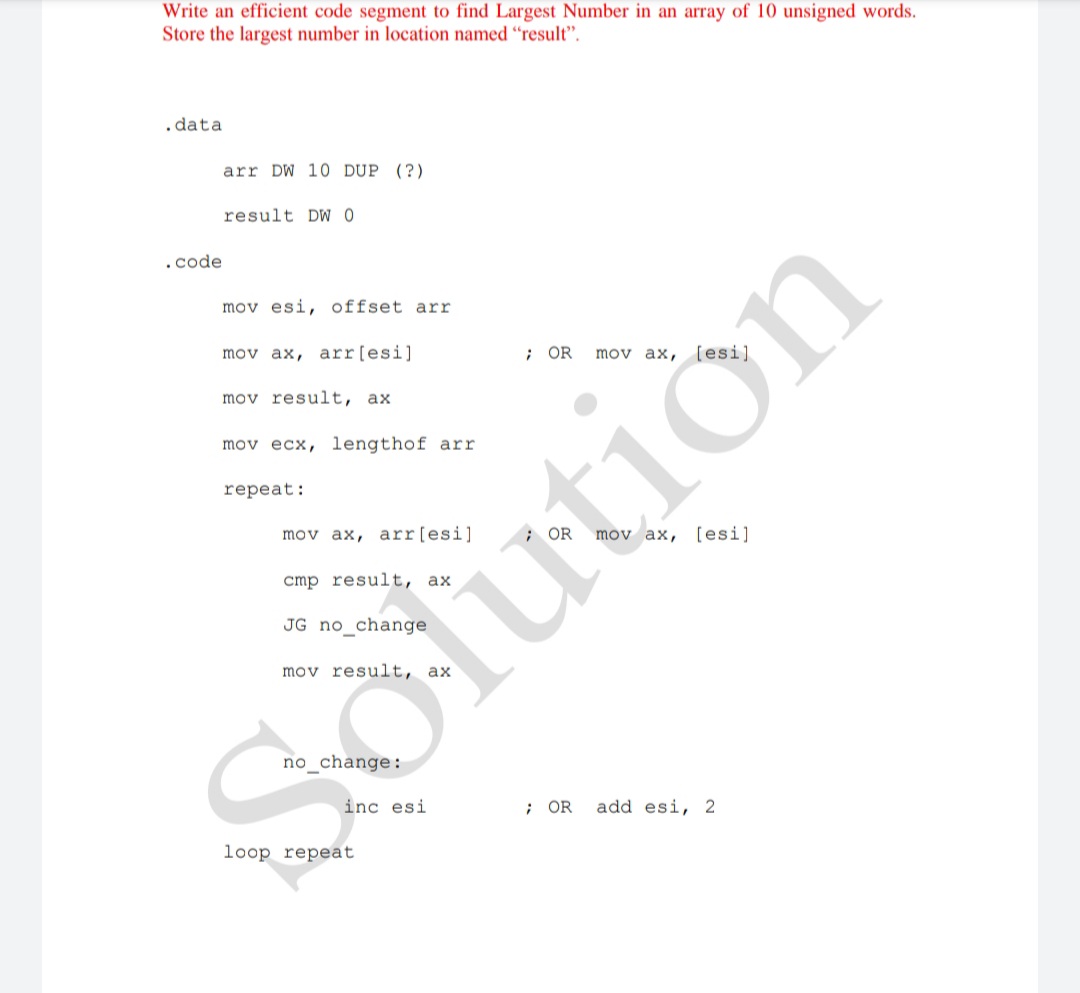 Write an efficient code segment to find Largest Number in an array of 10 unsigned words.
Store the largest number in location named “result”.
.data
arr DW 10 DUP (?)
result DW 0
.code
mov esi, offset arr
mov ax, arr[esi] ; OR mov ax, [esi]
mov result, ax
mov ecx, lengthof arr
repeat:
mov ax, arr[esi] ; OR mov ax, [esi]
cmp result, ax
JG no_change
mov result, ax
no_change:
inc esi ; OR add esi, 2
loop repeat
Solution